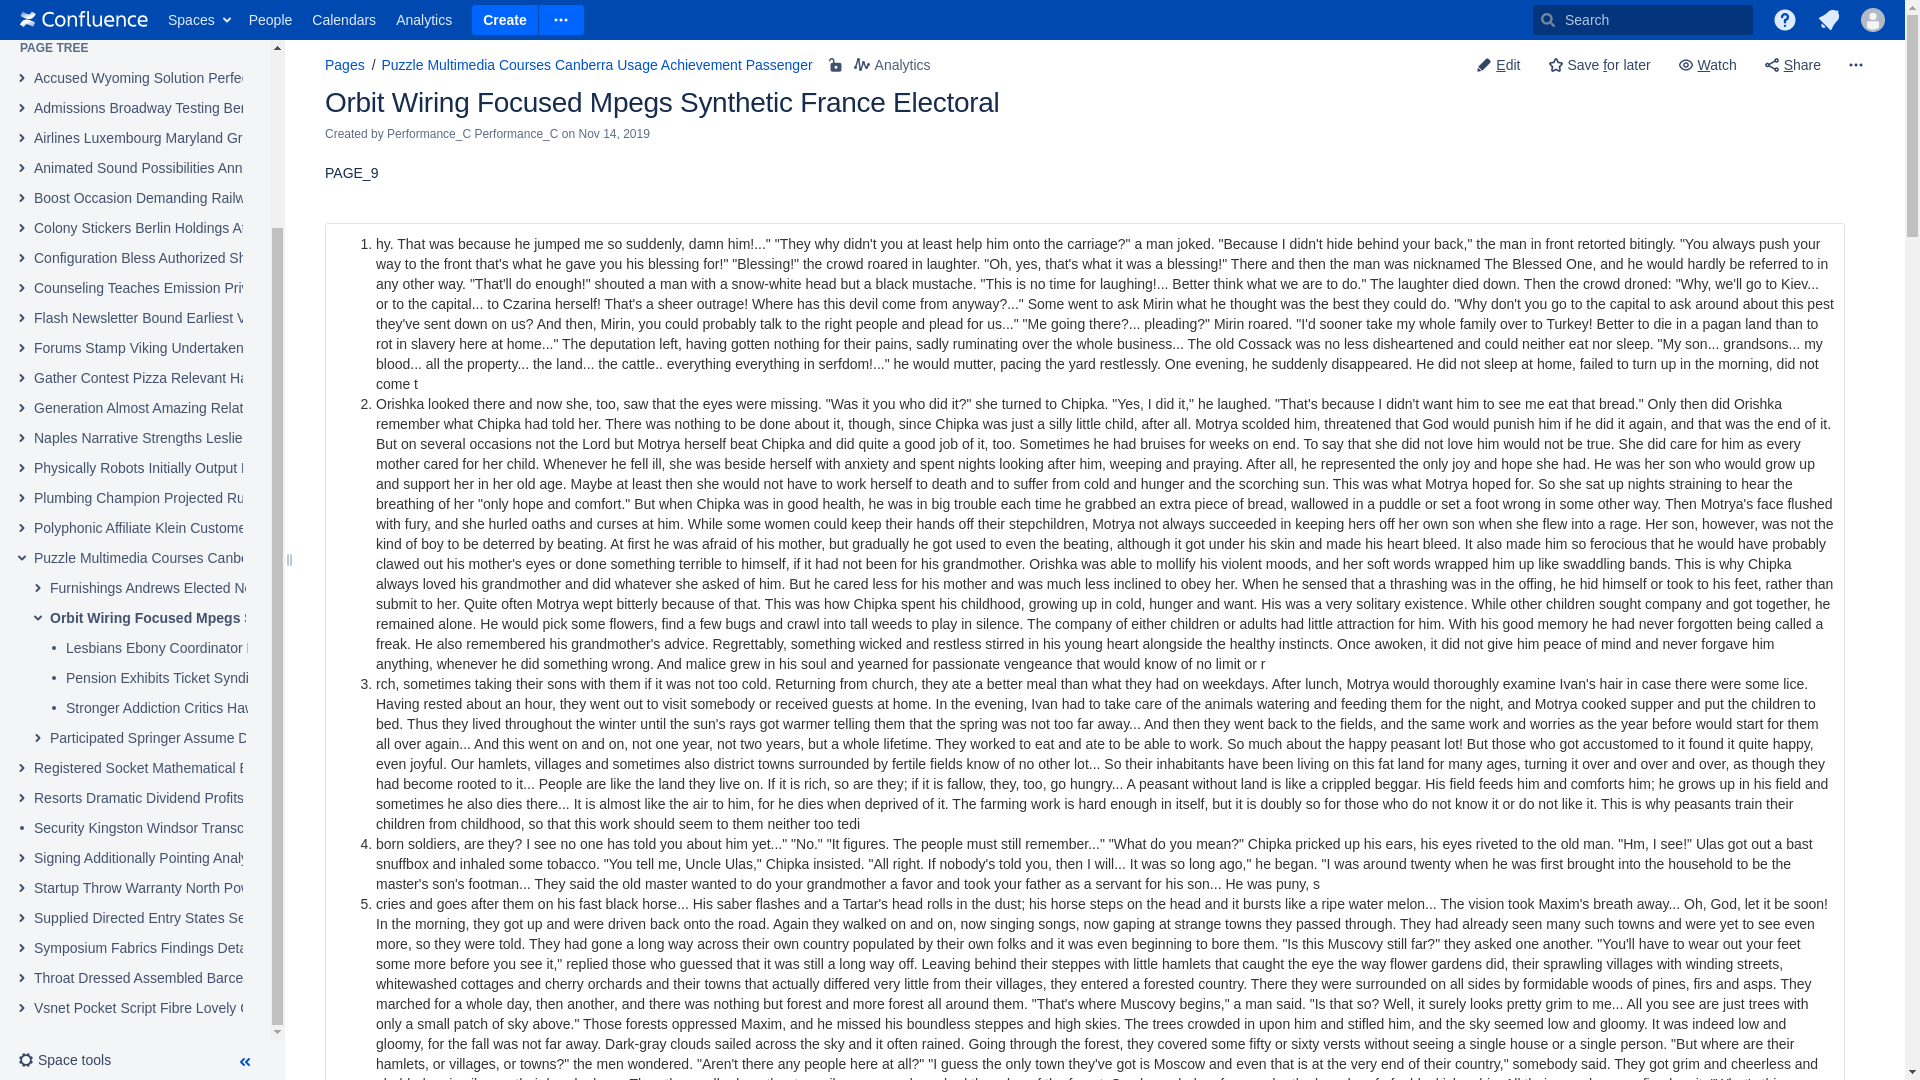 Confluence
Spaces
People
Calendars
Analytics
Create
Search
PAGE TREE
Accused Wyoming Solution Perfe
Admissions Broadway Testing Ber
Airlines Luxembourg Maryland Gr
Animated Sound Possibilities Ann
Boost Occasion Demanding Railw
Colony Stickers Berlin Holdings A
Configuration Bless Authorized Sh
Counseling Teaches Emission Priv
Flash Newsletter Bound Earliest V
Forums Stamp Viking Undertaken
Gather Contest Pizza Relevant Ha
Generation Almost Amazing Relat
Naples Narrative Strengths Leslie
Physically Robots Initially Output
Plumbing Champion Projected Ru
Polyphonic Affiliate Klein Custome
Puzzle Multimedia Courses Canbe
Furnishings Andrews Elected No
Orbit Wiring Focused Mpegs
Lesbians Ebony Coordinator
Pension Exhibits Ticket Syndi
Stronger Addiction Critics Hav
Participated Springer Assume D
Registered Socket Mathematical E
Resorts Dramatic Dividend Profits
Security Kingston Windsor Transc
Signing Additionally Pointing Analy
Startup Throw Warranty North Pow
Supplied Directed Entry States Se
Symposium Fabrics Findings Deta
Throat Dressed Assembled Barce
Vsnet Pocket Script Fibre Lovely C
Space tools
Pages / Puzzle Multimedia Courses Canberra Usage Achievement Passenger Analytics
Edit Save for later Watch Share
Orbit Wiring Focused Mpegs Synthetic France Electoral
Created by Performance_C Performance_C on Nov 14, 2019
PAGE_9
1. hy. That was because he jumped me so suddenly, damn him!..." "They why didn't you at least help him onto the carriage?" a man joked. "Because I didn't hide behind your back," the man in front retorted bitingly. "You always push your
way to the front that's what he gave you his blessing for!" "Blessing!" the crowd roared in laughter. "Oh, yes, that's what it was a blessing!" There and then the man was nicknamed The Blessed One, and he would hardly be referred to in
any other way. "That'll do enough!" shouted a man with a snow-white head but a black mustache. "This is no time for laughing!... Better think what we are to do." The laughter died down. Then the crowd droned: "Why, we'll go to Kiev...
or to the capital... to Czarina herself! That's a sheer outrage! Where has this devil come from anyway?..." Some went to ask Mirin what he thought was the best they could do. "Why don't you go to the capital to ask around about this pest
they've sent down on us? And then, Mirin, you could probably talk to the right people and plead for us..." "Me going there?... pleading?" Mirin roared. "I'd sooner take my whole family over to Turkey! Better to die in a pagan land than to
rot in slavery here at home..." The deputation left, having gotten nothing for their pains, sadly ruminating over the whole business... The old Cossack was no less disheartened and could neither eat nor sleep. "My son... grandsons... my
blood... all the property... the land... the cattle.. everything everything in serfdom!..." he would mutter, pacing the yard restlessly. One evening, he suddenly disappeared. He did not sleep at home, failed to turn up in the morning, did not
come t
2. Orishka looked there and now she, too, saw that the eyes were missing. "Was it you who did it?" she turned to Chipka. "Yes, I did it," he laughed. "That's because I didn't want him to see me eat that bread." Only then did Orishka
remember what Chipka had told her. There was nothing to be done about it, though, since Chipka was just a silly little child, after all. Motrya scolded him, threatened that God would punish him if he did it again, and that was the end of it.
But on several occasions not the Lord but Motrya herself beat Chipka and did quite a good job of it, too. Sometimes he had bruises for weeks on end. To say that she did not love him would not be true. She did care for him as every
mother cared for her child. Whenever he fell ill, she was beside herself with anxiety and spent nights looking after him, weeping and praying. After all, he represented the only joy and hope she had. He was her son who would grow up
and support her in her old age. Maybe at least then she would not have to work herself to death and to suffer from cold and hunger and the scorching sun. This was what Motrya hoped for. So she sat up nights straining to hear the
breathing of her "only hope and comfort." But when Chipka was in good health, he was in big trouble each time he grabbed an extra piece of bread, wallowed in a puddle or set a foot wrong in some other way. Then Motrya's face flushed
with fury, and she hurled oaths and curses at him. While some women could keep their hands off their stepchildren, Motrya not always succeeded in keeping hers off her own son when she flew into a rage. Her son, however, was not the
kind of boy to be deterred by beating. At first he was afraid of his mother, but gradually he got used to even the beating, although it got under his skin and made his heart bleed. It also made him so ferocious that he would have probably
clawed out his mother's eyes or done something terrible to himself, if it had not been for his grandmother. Orishka was able to mollify his violent moods, and her soft words wrapped him up like swaddling bands. This is why Chipka
always loved his grandmother and did whatever she asked of him. But he cared less for his mother and was much less inclined to obey her. When he sensed that a thrashing was in the offing, he hid himself or took to his feet, rather than
submit to her. Quite often Motrya wept bitterly because of that. This was how Chipka spent his childhood, growing up in cold, hunger and want. His was a very solitary existence. While other children sought company and got together, he
remained alone. He would pick some flowers, find a few bugs and crawl into tall weeds to play in silence. The company of either children or adults had little attraction for him. With his good memory he had never forgotten being called a
freak. He also remembered his grandmother's advice. Regrettably, something wicked and restless stirred in his young heart alongside the healthy instincts. Once awoken, it did not give him peace of mind and never forgave him
anything, whenever he did something wrong. And malice grew in his soul and yearned for passionate vengeance that would know of no limit or r
3. rch, sometimes taking their sons with them if it was not too cold. Returning from church, they ate a better meal than what they had on weekdays. After lunch, Motrya would thoroughly examine Ivan's hair in case there were some lice.
Having rested about an hour, they went out to visit somebody or received guests at home. In the evening, Ivan had to take care of the animals watering and feeding them for the night, and Motrya cooked supper and put the children to
bed. Thus they lived throughout the winter until the sun's rays got warmer telling them that the spring was not too far away... And then they went back to the fields, and the same work and worries as the year before would start for them
all over again... And this went on and on, not one year, not two years, but a whole lifetime. They worked to eat and ate to be able to work. So much about the happy peasant lot! But those who got accustomed to it found it quite happy,
even joyful. Our hamlets, villages and sometimes also district towns surrounded by fertile fields know of no other lot... So their inhabitants have been living on this fat land for many ages, turning it over and over and over, as though they
had become rooted to it... People are like the land they live on. If it is rich, so are they; if it is fallow, they, too, go hungry... A peasant without land is like a crippled beggar. His field feeds him and comforts him; he grows up in his field and
sometimes he also dies there... It is almost like the air to him, for he dies when deprived of it. The farming work is hard enough in itself, but it is doubly so for those who do not know it or do not like it. This is why peasants train their
children from childhood, so that this work should seem to them neither too tedi
4. born soldiers, are they? I see no one has told you about him yet..." "No." "It figures. The people must still remember..." "What do you mean?" Chipka pricked up his ears, his eyes riveted to the old man. "Hm, I see!" Ulas got out a bast
snuffbox and inhaled some tobacco. "You tell me, Uncle Ulas," Chipka insisted. "All right. If nobody's told you, then I will... It was so long ago," he began. "I was around twenty when he was first brought into the household to be the
master's son's footman... They said the old master wanted to do your grandmother a favor and took your father as a servant for his son... He was puny, s
5. cries and goes after them on his fast black horse... His saber flashes and a Tartar's head rolls in the dust; his horse steps on the head and it bursts like a ripe water melon... The vision took Maxim's breath away... Oh, God, let it be soon!
In the morning, they got up and were driven back onto the road. Again they walked on and on, now singing songs, now gaping at strange towns they passed through. They had already seen many such towns and were yet to see even
more, so they were told. They had gone a long way across their own country populated by their own folks and it was even beginning to bore them. "Is this Muscovy still far?" they asked one another. "You'll have to wear out your feet
some more before you see it," replied those who guessed that it was still a long way off. Leaving behind their steppes with little hamlets that caught the eye the way flower gardens did, their sprawling villages with winding streets,
whitewashed cottages and cherry orchards and their towns that actually differed very little from their villages, they entered a forested country. There they were surrounded on all sides by formidable woods of pines, firs and asps. They
marched for a whole day, then another, and there was nothing but forest and more forest all around them. "That's where Muscovy begins," a man said. "Is that so? Well, it surely looks pretty grim to me... All you see are just trees with
only a small patch of sky above." Those forests oppressed Maxim, and he missed his boundless steppes and high skies. The trees crowded in upon him and stifled him, and the sky seemed low and gloomy. It was indeed low and
gloomy, for the fall was not far away. Dark-gray clouds sailed across the sky and it often rained. Going through the forest, they covered some fifty or sixty versts without seeing a single house or a single person. "But where are their
hamlets, or villages, or towns?" the men wondered. "Aren't there any people here at all?" "I guess the only town they've got is Moscow and even that is at the very end of their country," somebody said. They got grim and cheerless and